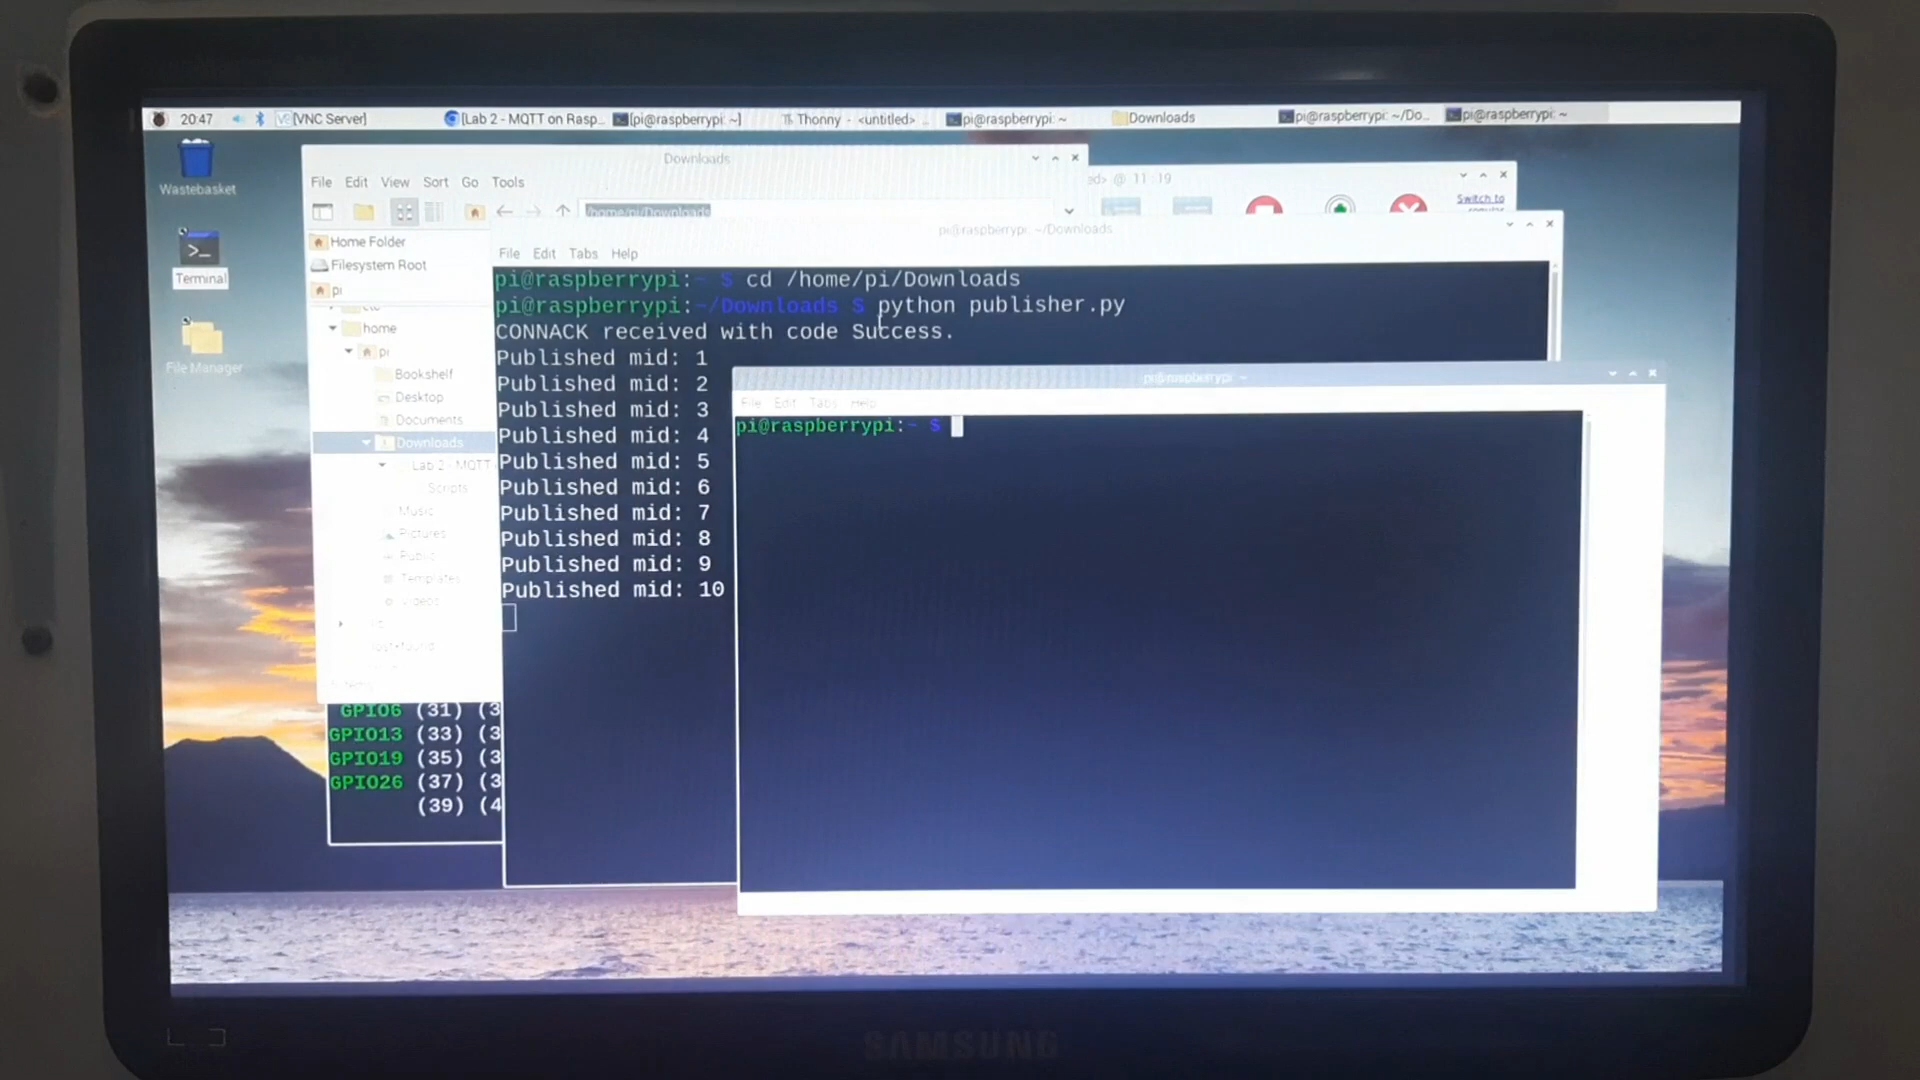 20:47
[VNC Server]
[Lab 2 - MQTT on Rasp...
[pi@raspberrypi: ~]
Thonny - <untitled> ...
pi@raspberrypi: ~
Downloads
pi@raspberrypi: ~/Do...
pi@raspberrypi: ~
Wastebasket
Terminal
File Manager
Downloads
File Edit View Sort Go Tools
/home/pi/Downloads
ed> @ 11 : 19
Switch to
regular
Home Folder
Filesystem Root
pi
home
pi
Bookshelf
Desktop
Documents
Downloads
Lab 2 - MQTT
Scripts
Music
Pictures
Public
Templates
Videos
lost+found
GPIO6 (31) (3
GPIO13 (33) (3
GPIO19 (35) (3
GPIO26 (37) (3
(39) (4
pi@raspberrypi: ~/Downloads
File Edit Tabs Help
pi@raspberrypi:~ $ cd /home/pi/Downloads
pi@raspberrypi:~/Downloads $ python publisher.py
CONNACK received with code Success.
Published mid: 1
Published mid: 2
Published mid: 3
Published mid: 4
Published mid: 5
Published mid: 6
Published mid: 7
Published mid: 8
Published mid: 9
Published mid: 10
pi@raspberrypi: ~
File Edit Tabs Help
pi@raspberrypi:~ $
SAMSUNG